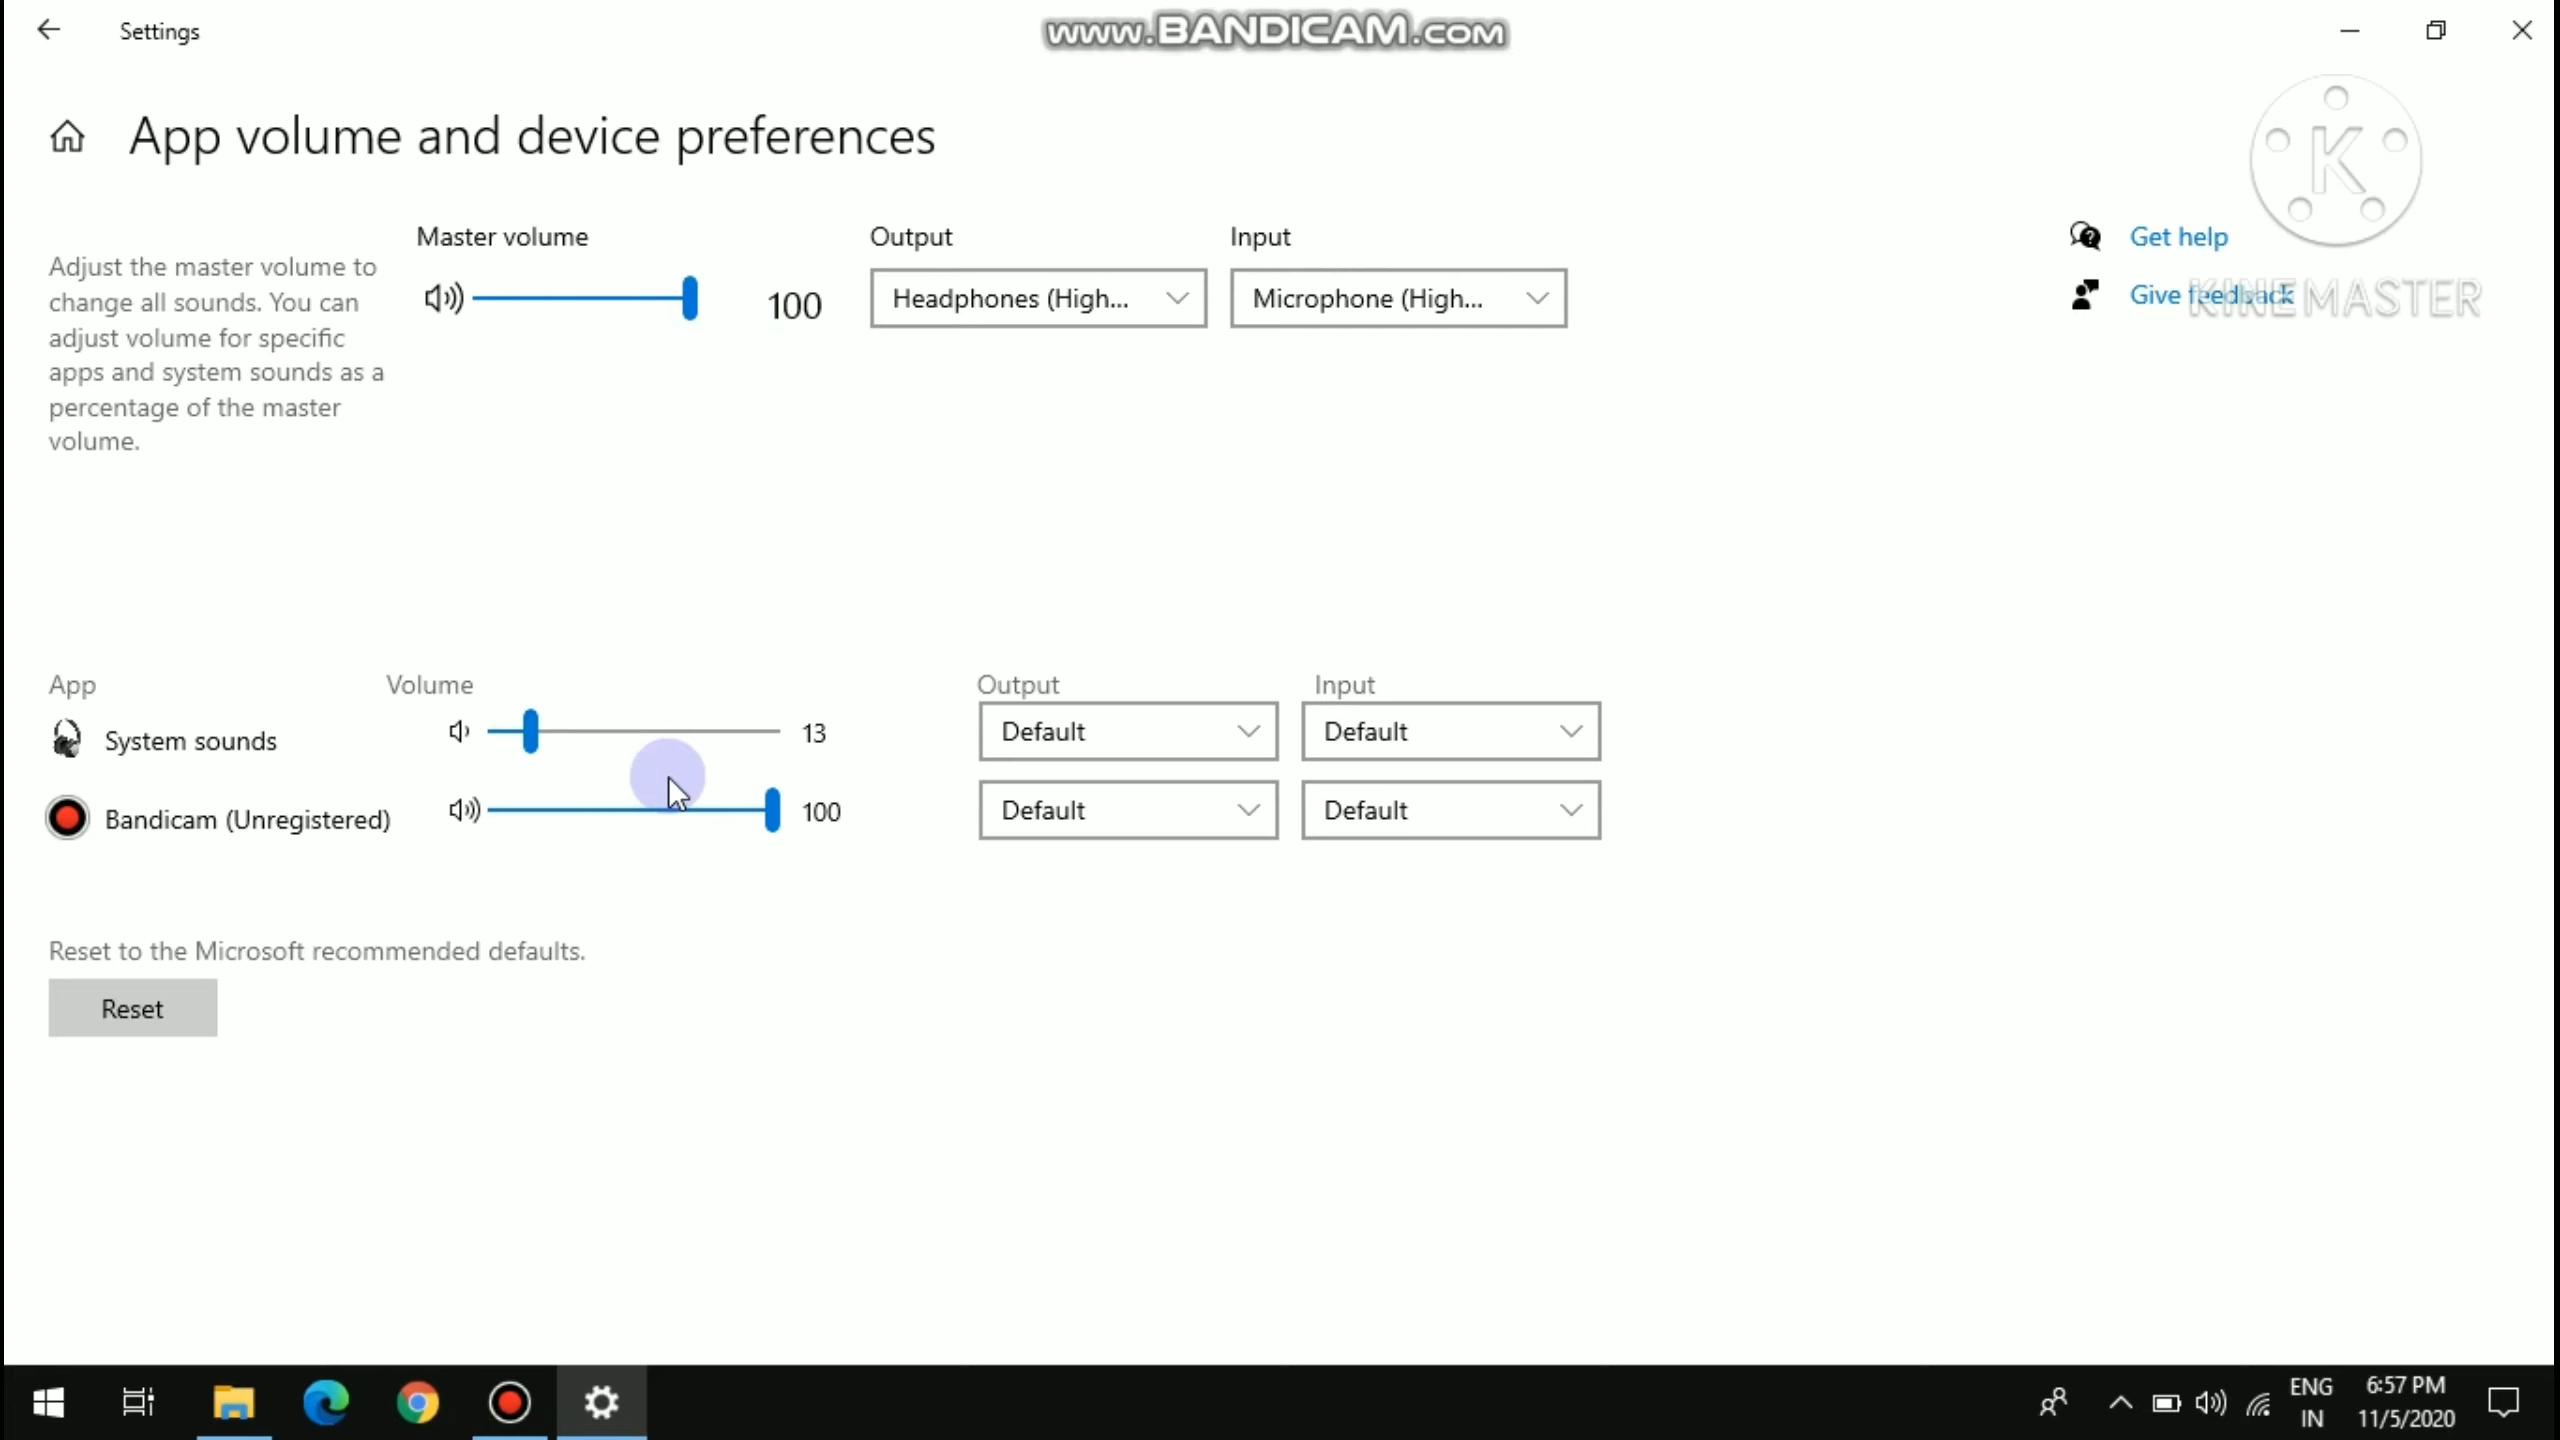 Settings
www.BANDICAM.com
App volume and device preferences
K
Adjust the master volume to
change all sounds. You can
adjust volume for specific
apps and system sounds as a
percentage of the master
volume.
Master volume
100
Output
Headphones (High...
Input
Microphone (High...
Get help
Give feedback
KINEMASTER
App
Volume
Output
Input
System sounds
13
Default
Default
Bandicam (Unregistered)
100
Default
Default
Reset to the Microsoft recommended defaults.
Reset
ENG
IN
6:57 PM
11/5/2020